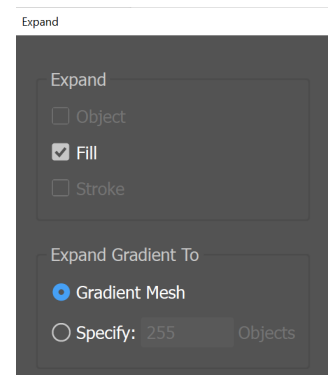 Expand
Expand
Object
Fill
Stroke
Expand Gradient To
Gradient Mesh
Specify: 255 Objects